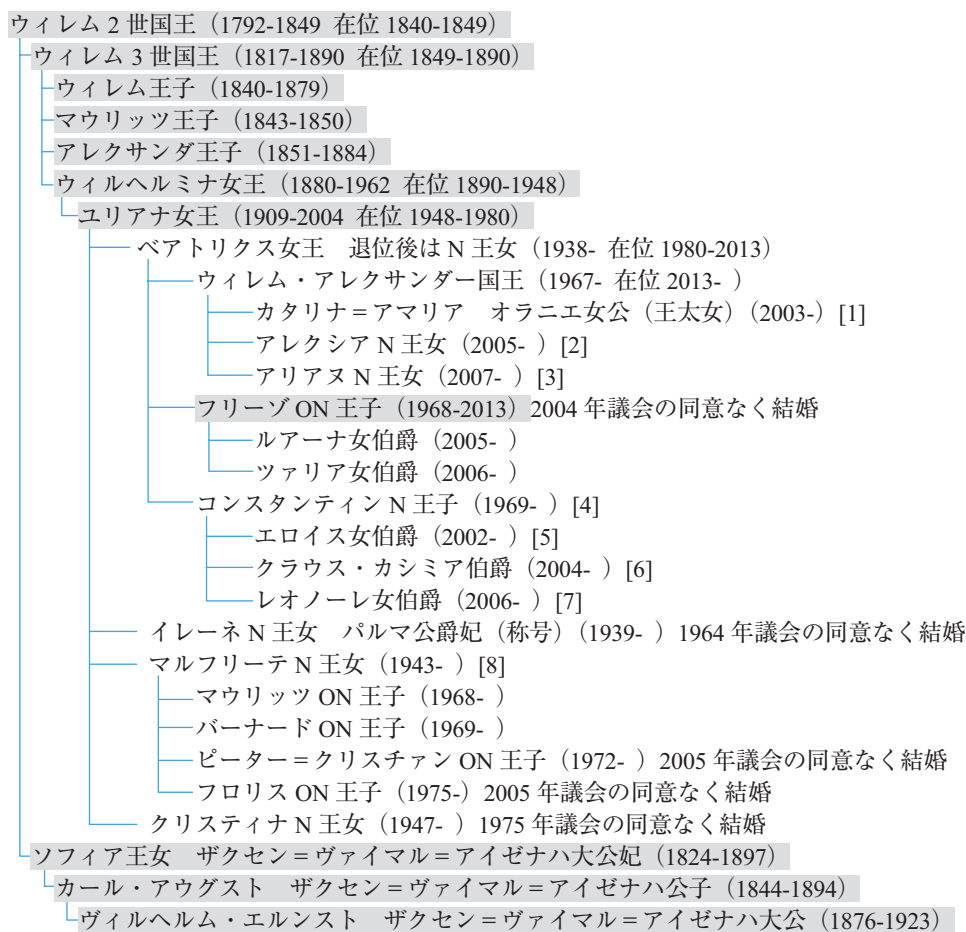 ウィレム 2 世国王（1792-1849 在位 1840-1849）
ウィレム 3 世国王（1817-1890 在位 1849-1890）
ウィレム王子（1840-1879）
マウリッツ王子（1843-1850）
アレクサンダ王子（1851-1884）
ウィルヘルミナ女王（1880-1962 在位 1890-1948）
ユリアナ女王（1909-2004 在位 1948-1980）
ベアトリクス女王　退位後は N 王女（1938- 在位 1980-2013）
ウィレム・アレクサンダー国王（1967- 在位 2013- ）
カタリナ＝アマリア　オラニエ女公（王太女）（2003-）[1]
アレクシア N 王女（2005- ）[2]
アリアヌ N 王女（2007- ）[3]
フリーゾ ON 王子（1968-2013）2004 年議会の同意なく結婚
ルアーナ女伯爵（2005- ）
ツァリア女伯爵（2006- ）
コンスタンティン N 王子（1969- ）[4]
エロイス女伯爵（2002- ）[5]
クラウス・カシミア伯爵（2004- ）[6]
レオノーレ女伯爵（2006- ）[7]
イレーネ N 王女　パルマ公爵妃（称号）（1939- ）1964 年議会の同意なく結婚
マルフリーテ N 王女（1943- ）[8]
マウリッツ ON 王子（1968- ）
バーナード ON 王子（1969- ）
ピーター＝クリスチャン ON 王子（1972- ）2005 年議会の同意なく結婚
フロリス ON 王子（1975-）2005 年議会の同意なく結婚
クリスティナ N 王女（1947- ）1975 年議会の同意なく結婚
ソフィア王女　ザクセン＝ヴァイマル＝アイゼナハ大公妃（1824-1897）
カール・アウグスト　ザクセン＝ヴァイマル＝アイゼナハ公子（1844-1894）
ヴィルヘルム・エルンスト　ザクセン＝ヴァイマル＝アイゼナハ大公（1876-1923）